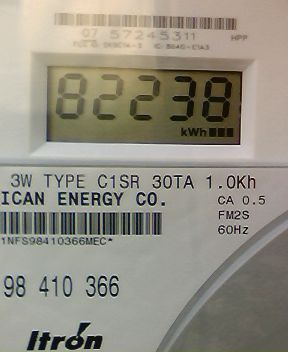 07 57245311 HPP
82238
kWh
3W TYPE C1SR 30TA 1.0Kh
ICAN ENERGY CO. CA 0.5
FM2S
1NFS98410366MEC* 60Hz
98 410 366
Itron